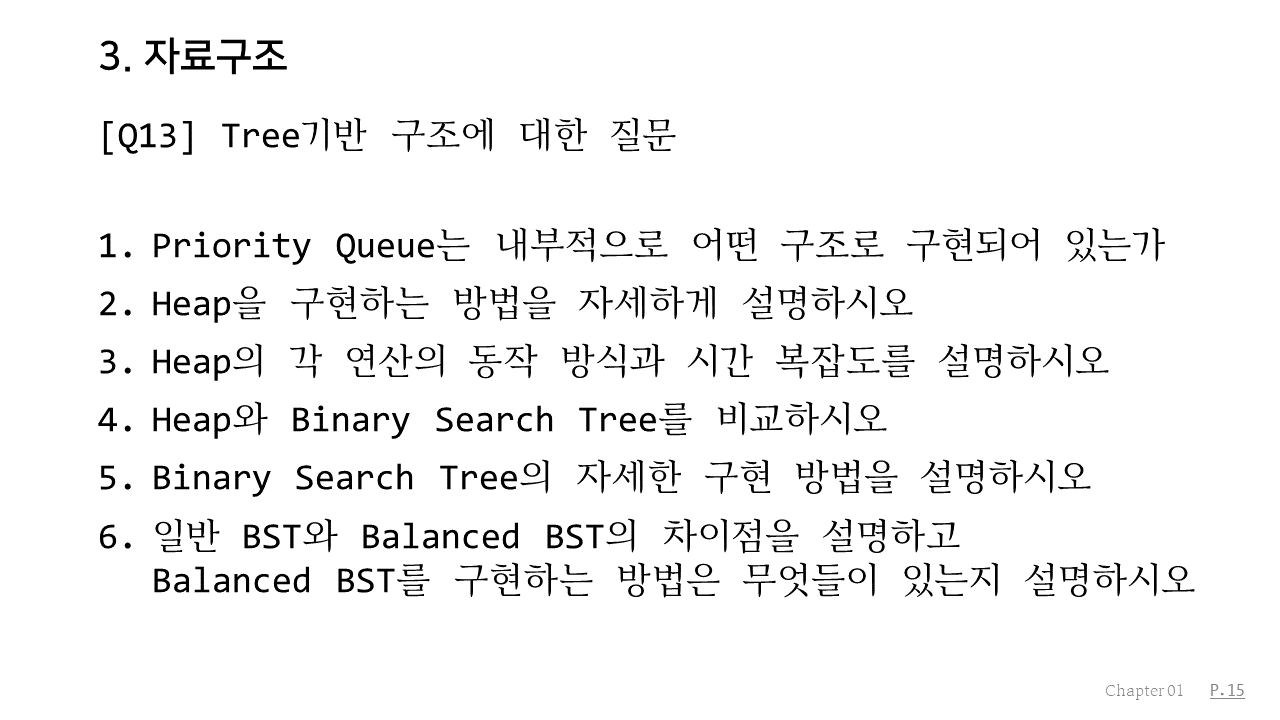 3. 자료구조
[Q13] Tree기반 구조에 대한 질문
1. Priority Queue는 내부적으로 어떤 구조로 구현되어 있는가
2. Heap을 구현하는 방법을 자세하게 설명하시오
3. Heap의 각 연산의 동작 방식과 시간 복잡도를 설명하시오
4. Heap와 Binary Search Tree를 비교하시오
5. Binary Search Tree의 자세한 구현 방법을 설명하시오
6. 일반 BST와 Balanced BST의 차이점을 설명하고
Balanced BST를 구현하는 방법은 무엇들이 있는지 설명하시오
Chapter 01 P.15